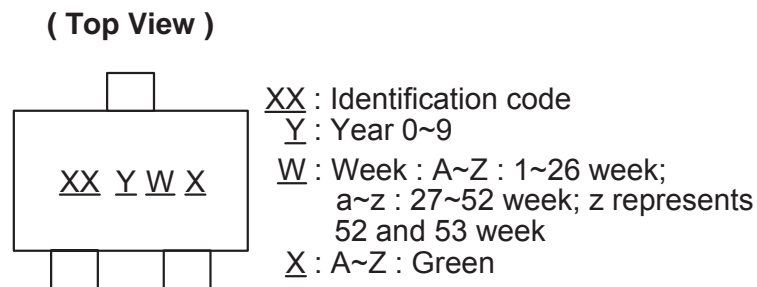 ( Top View )
XX Y W X
XX : Identification code
Y : Year 0~9
W : Week : A~Z : 1~26 week;
a~z : 27~52 week; z represents
52 and 53 week
X : A~Z : Green